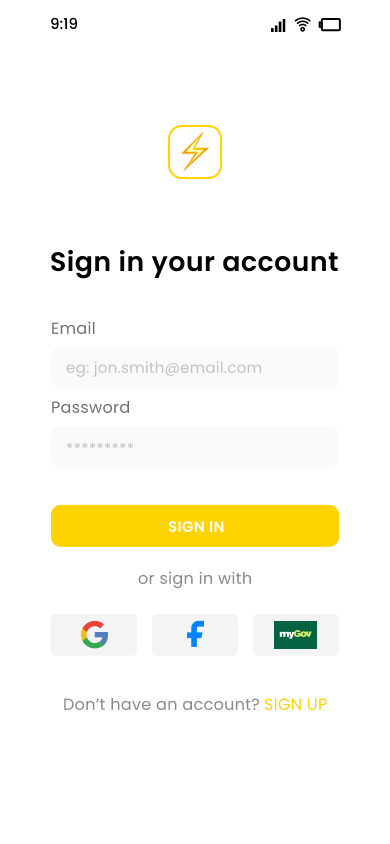 9:19
Sign in your account
Email
eg: jon.smith@email.com
Password
*********
SIGN IN
or sign in with
myGov
Don’t have an account? SIGN UP